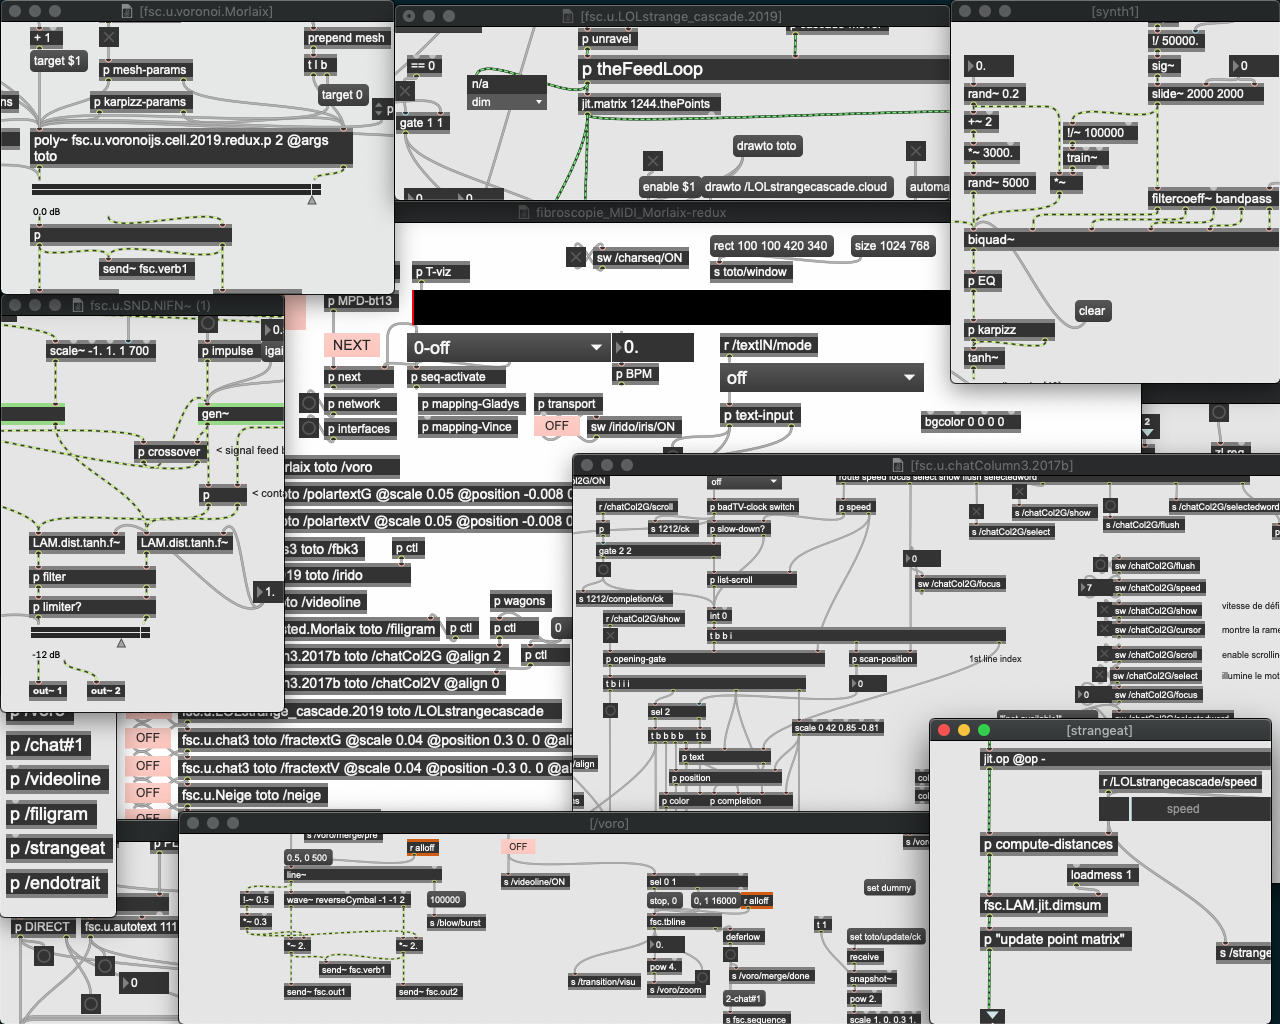 [fsc.u.voronoi.Morlaix]
+ 1
target $1
p mesh-params
p karpizz-params
prepend mesh
t l b
target 0
p
poly~ fsc.u.voronoijs.cell.2019.redux.p 2 @args
toto
0.0 dB
p
send~ fsc.verb1
[fsc.u.LOLstrange_cascade.2019]
== 0
gate 1 1
n/a
dim
p unravel
p theFeedLoop
jit.matrix 1244.thePoints
drawto toto
enable $1
drawto /LOLstrangecascade.cloud
automa
[synth1]
!/ 50000.
0.
sig~
0
rand~ 0.2
slide~ 2000 2000
+~ 2
!/~ 100000
*~ 3000.
train~
rand~ 5000
*~
filtercoeff~ bandpass
biquad~
p EQ
clear
p karpizz
tanh~
fibroscopie_MIDI_Morlaix-redux
p T-viz
sw /charseq/ON
rect 100 100 420 340
size 1024 768
s toto/window
p MPD-bt13
NEXT
0-off
0.
r /textIN/mode
p next
p seq-activate
p BPM
off
p network
p mapping-Gladys
p transport
p text-input
bgcolor 0 0 0 0
p interfaces
p mapping-Vince
OFF
sw /irido/iris/ON
2
fsc.u.SND.NIFN~ (1)
scale~ -1. 1. 1 700
p impulse
igai
0.
gen~
p crossover
< signal feed b
p
< conto
LAM.dist.tanh.f~
LAM.dist.tanh.f~
p filter
1.
p limiter?
-12 dB
out~ 1
out~ 2
rlaix toto /voro
oto /polartextG @scale 0.05 @position -0.008 0
oto /polartextV @scale 0.05 @position -0.008 0
s3 toto /fbk3
p ctl
19 toto /irido
oto /videoline
p wagons
sted.Morlaix toto /filigram
p ctl
p ctl
0
n3.2017b toto /chatCol2G @align 2
p ctl
n3.2017b toto /chatCol2V @align 0
fsc.u.LOLstrange_cascade.2019 toto /LOLstrangecascade
OFF
fsc.u.chat3 toto /fractextG @scale 0.04 @position 0.3 0. 0 @ali
OFF
fsc.u.chat3 toto /fractextV @scale 0.04 @position -0.3 0. 0 @al
OFF
fsc.u.Neige toto /neige
p /voro
p /chat#1
p /videoline
p /filigram
p /strangeat
p /endotrait
p DIRECT
fsc.u.autotext 111
0
[fsc.u.chatColumn3.2017b]
ol2G/ON
off
route speed focus select show flush selectedword
r /chatCol2G/scroll
p badTV-clock switch
p speed
s /chatCol2G/show
s /chatCol2G/selectedword
p
s 1212/ck
p slow-down?
s /chatCol2G/select
s /chatCol2G/flush
gate 2 2
0
p list-scroll
sw /chatCol2G/flush
sw /chatCol2G/focus
7
sw /chatCol2G/speed
s 1212/completion/ck
r /chatCol2G/show
int 0
sw /chatCol2G/show
vitesse de défi
t b b i
sw /chatCol2G/cursor
montre la rame
p opening-gate
p scan-position
1st line index
sw /chatCol2G/scroll
enable scrollin
t b i i i
0
sw /chatCol2G/select
illumine le mot
0
sw /chatCol2G/focus
sel 2
scale 0 42 0.85 -0.81
t b b b b
t b
p text
/align
p position
p color
p completion
[/voro]
s /voro/merge/pre
0.5, 0 500
r alloff
OFF
line~
s /videoline/ON
sel 0 1
set dummy
!-~ 0.5
wave~ reverseCymbal -1 -1 2
100000
stop, 0
0, 1 16000
r alloff
*~ 0.3
s /blow/burst
fsc.tbline
t 1
*~ 2.
*~ 2.
0.
deferlow
set toto/update/ck
send~ fsc.verb1
pow 4.
receive
s /transition/visu
s /voro/zoom
s /voro/merge/done
snapshot~
send~ fsc.out1
send~ fsc.out2
2-chat#1
pow 2.
s fsc.sequence
scale 1. 0. 0.3 1.
[strangeat]
jit.op @op -
r /LOLstrangecascade/speed
speed
p compute-distances
loadmess 1
fsc.LAM.jit.dimsum
p "update point matrix"
s /strange